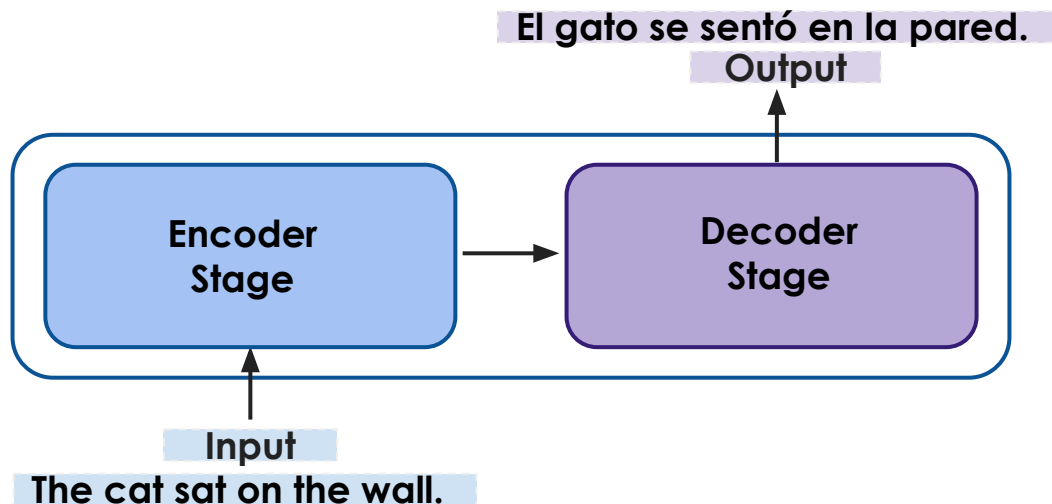 El gato se sentó en la pared.
Output
Encoder
Stage
Decoder
Stage
Input
The cat sat on the wall.